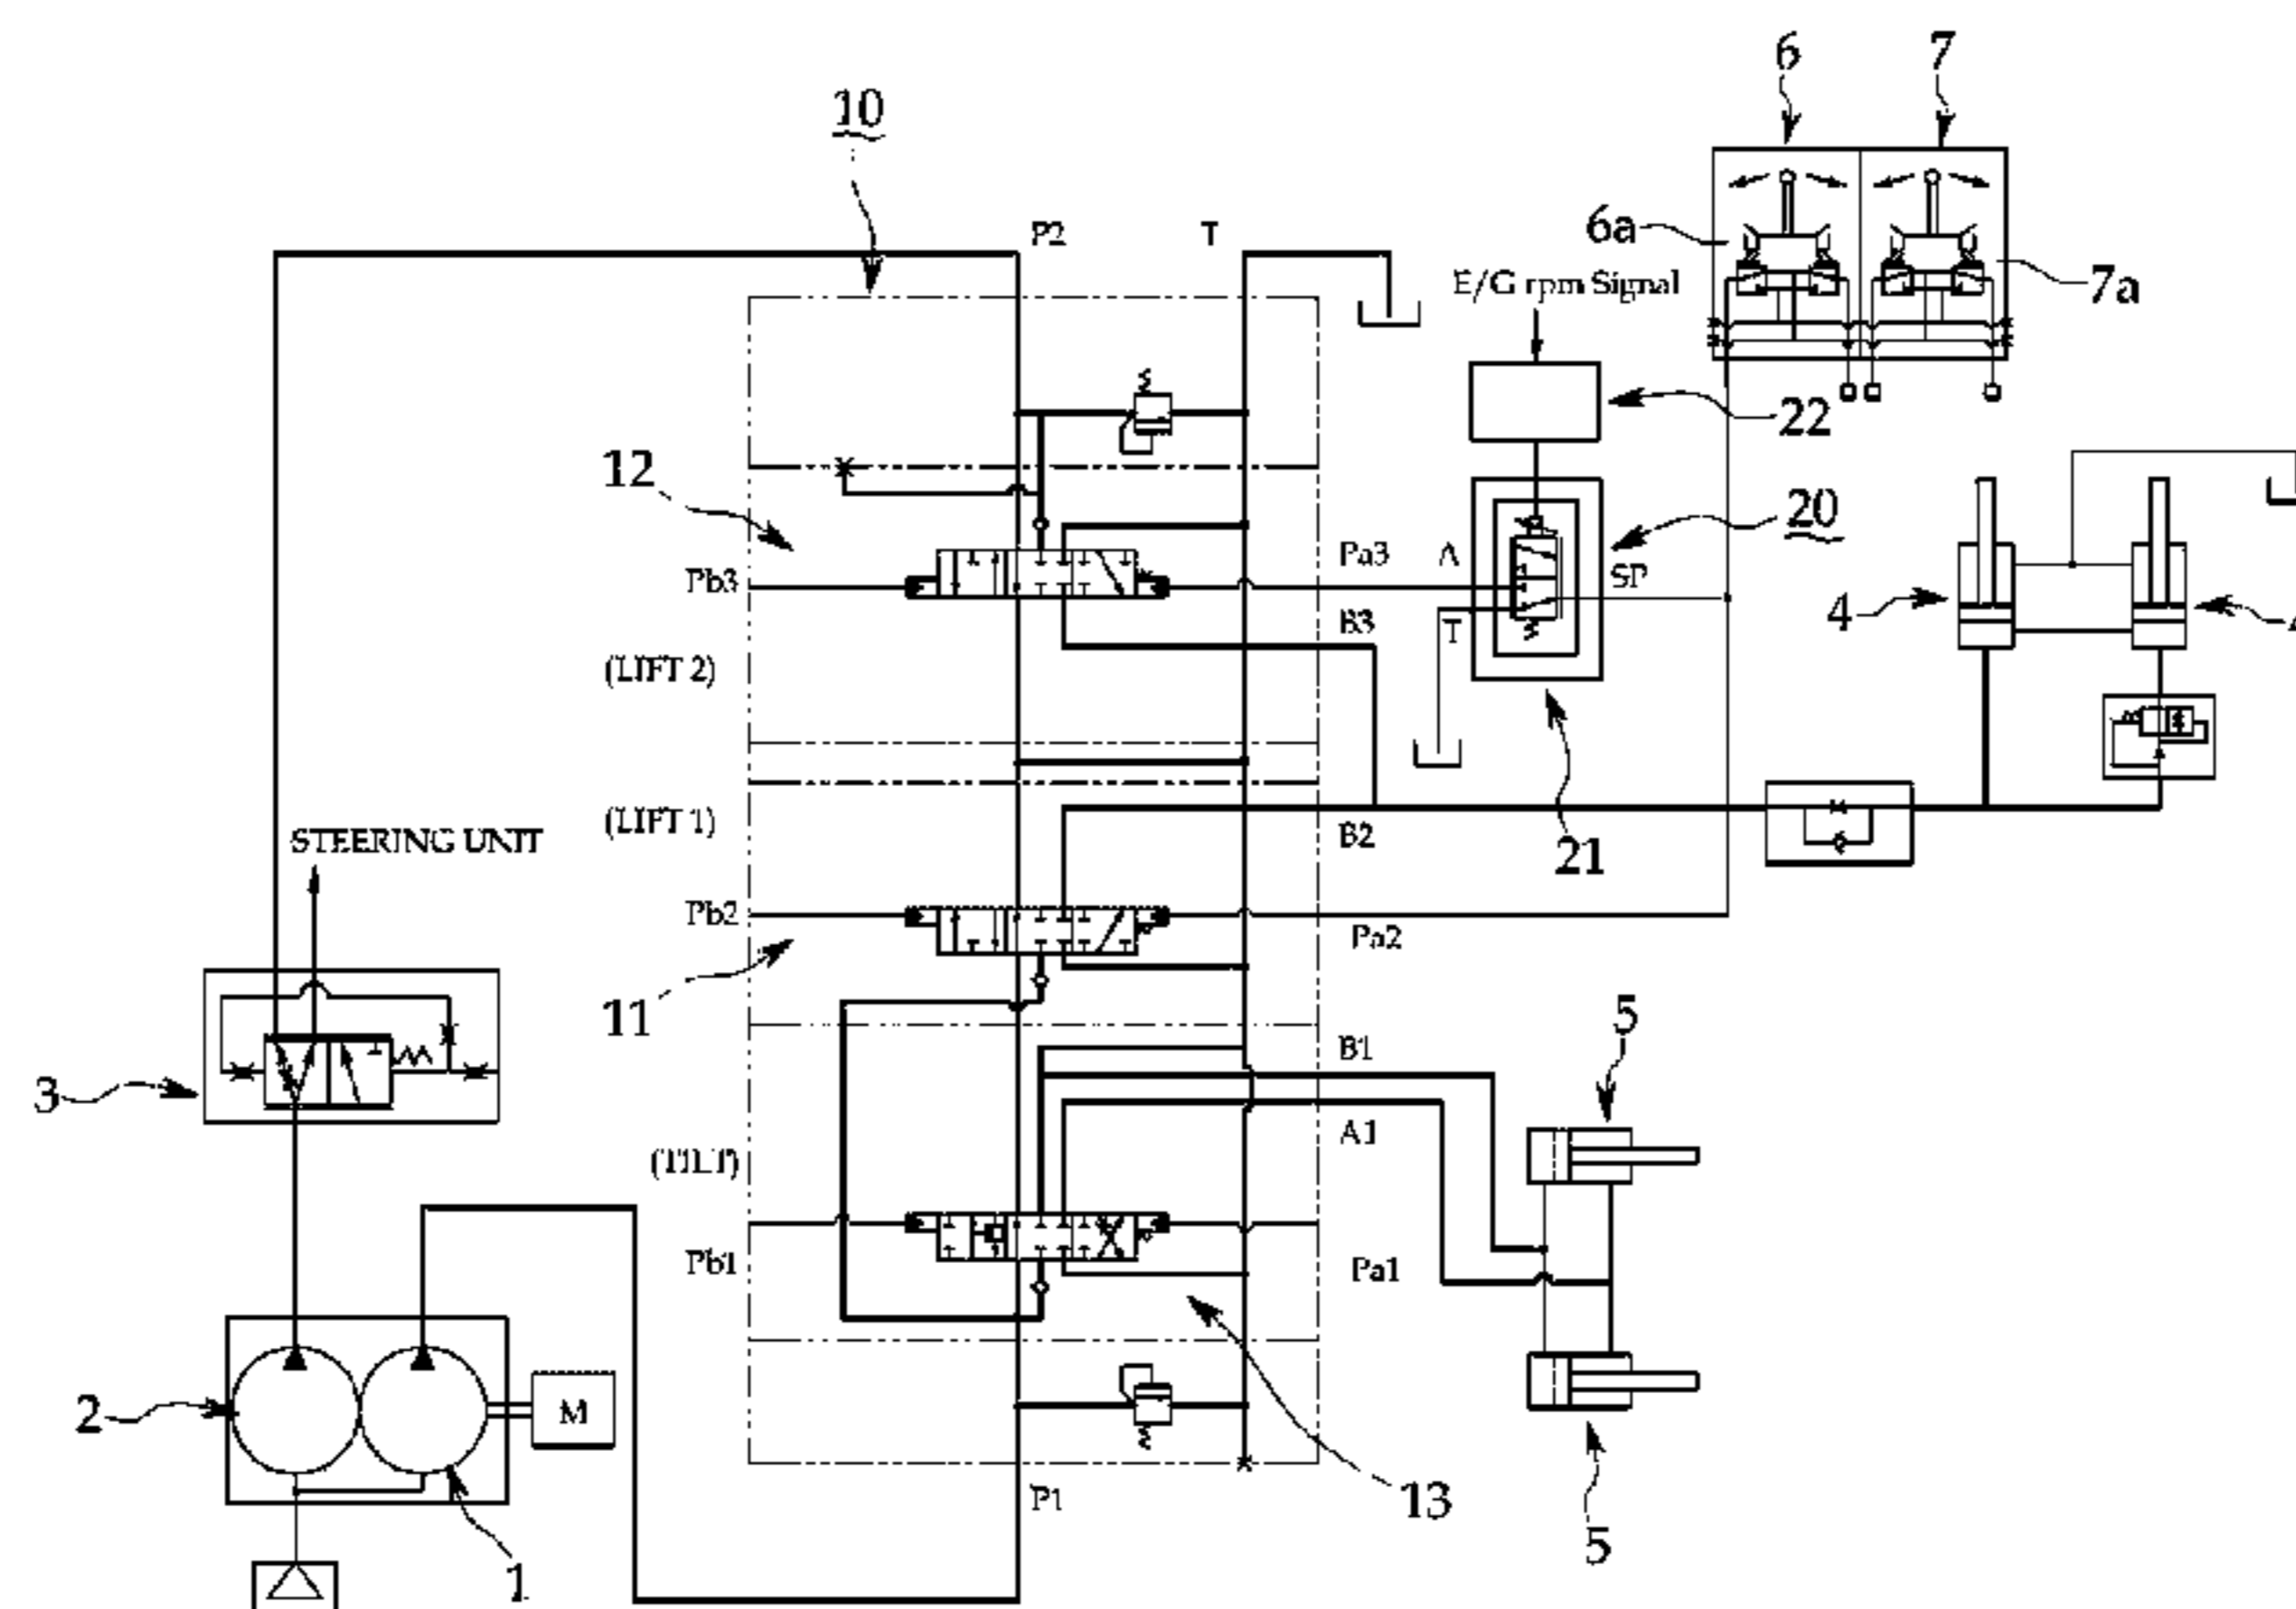 6
7
10
6a
P2
T
E/G rpm Signal
7a
22
12
20
Pa3
A
SP
Pb3
4
B3
T
(LIFT 2)
(LIFT 1)
B2
21
STEERING UNIT
Pb2
Pa2
11
5
B1
3
A1
(TILT)
Pb1
Pa1
2
M
13
P1
5
1